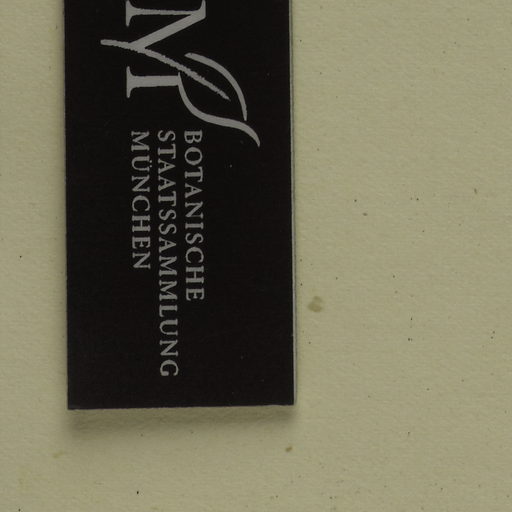 M
BOTANISCHE
STAATSSAMMLUNG
MÜNCHEN